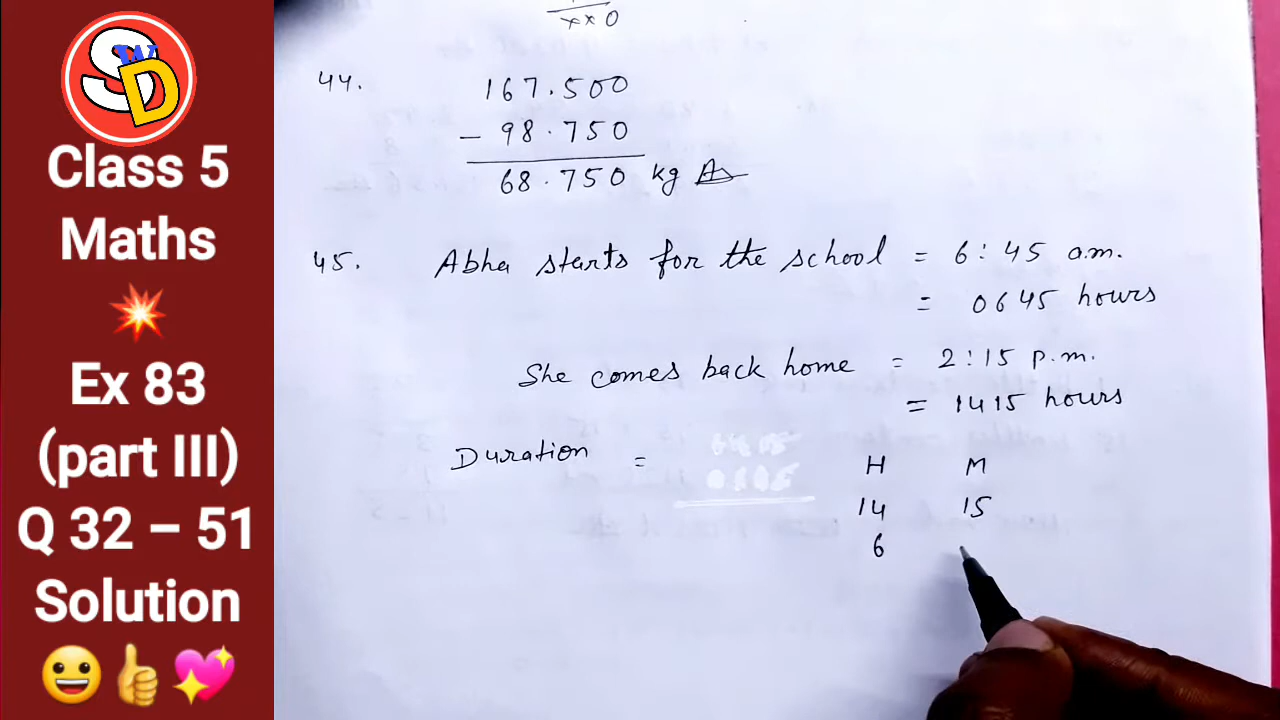 SWD
Class 5
Maths
Ex 83
(part III)
Q 32 – 51
Solution
xx0
44.
167.500
- 98.750
68.750 kg
45. Abha starts for the school = 6:45 a.m.
= 0645 hours
She comes back home = 2:15 p.m.
= 1415 hours
Duration =
H M
14 15
6